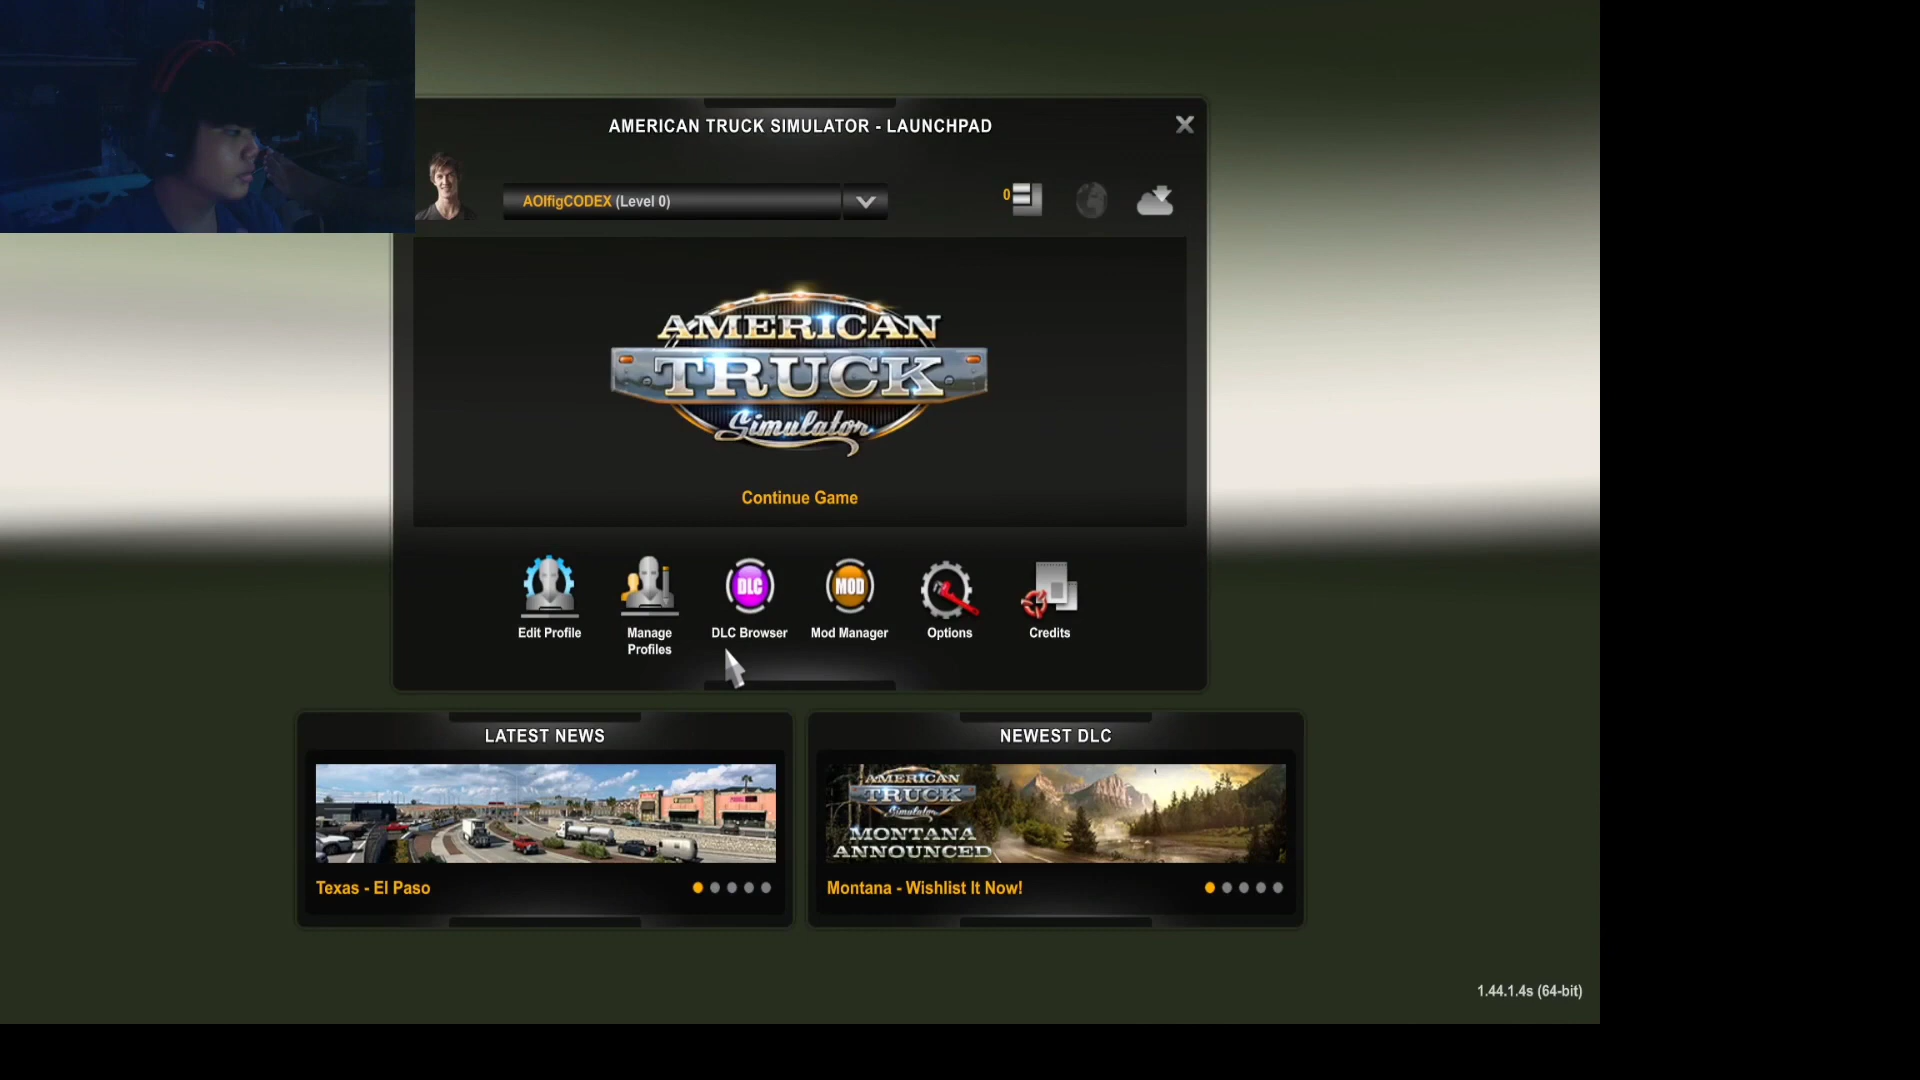 AMERICAN TRUCK SIMULATOR - LAUNCHPAD
AOIfigCODEX (Level 0)
0
AMERICAN
TRUCK
Simulator
Continue Game
DLC
MOD
Edit Profile
Manage
Profiles
DLC Browser
Mod Manager
Options
Credits
LATEST NEWS
Texas - El Paso
NEWEST DLC
AMERICAN
TRUCK
Simulator
MONTANA
ANNOUNCED
Montana - Wishlist It Now!
1.44.1.4s (64-bit)